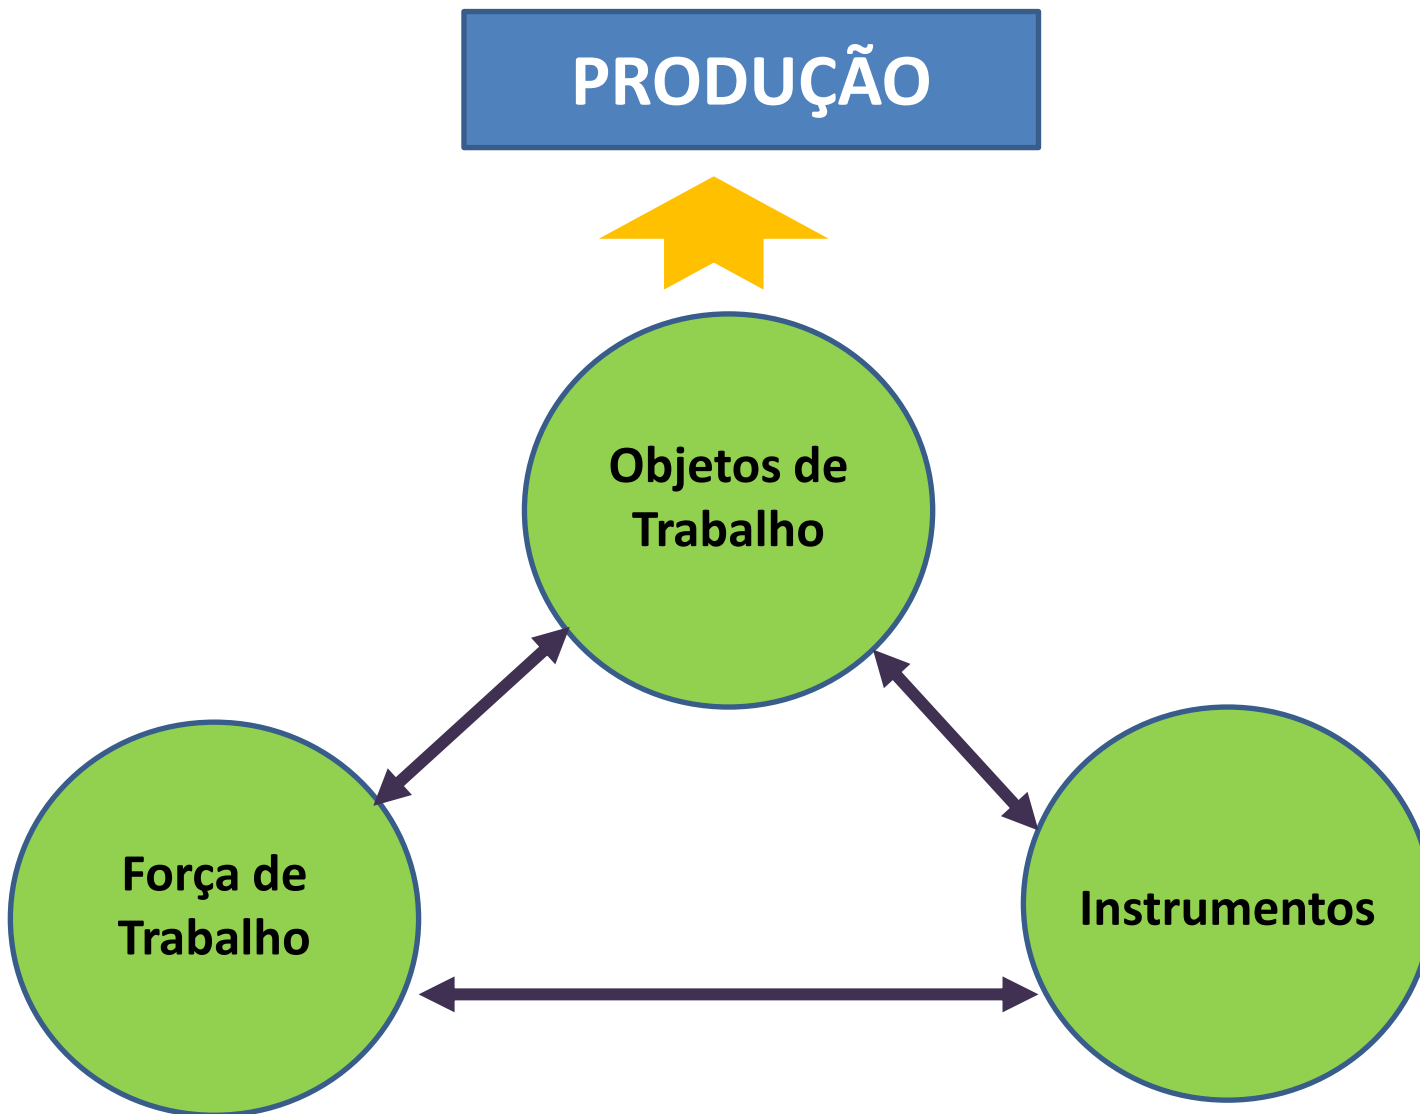 PRODUÇÃO
Objetos de
Trabalho
Força de
Trabalho
Instrumentos